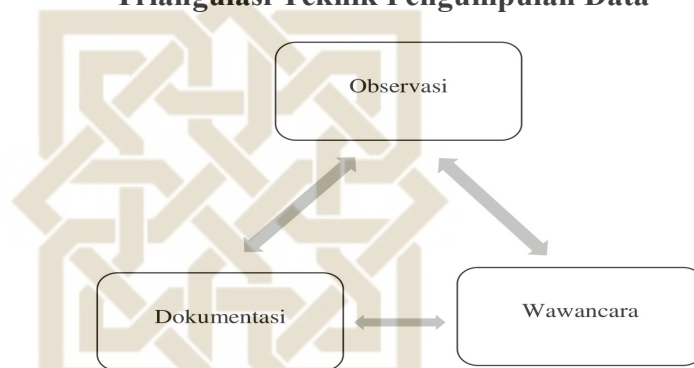 Triangulasi Teknik Pengumpulan Data
Observasi
Dokumentasi
Wawancara